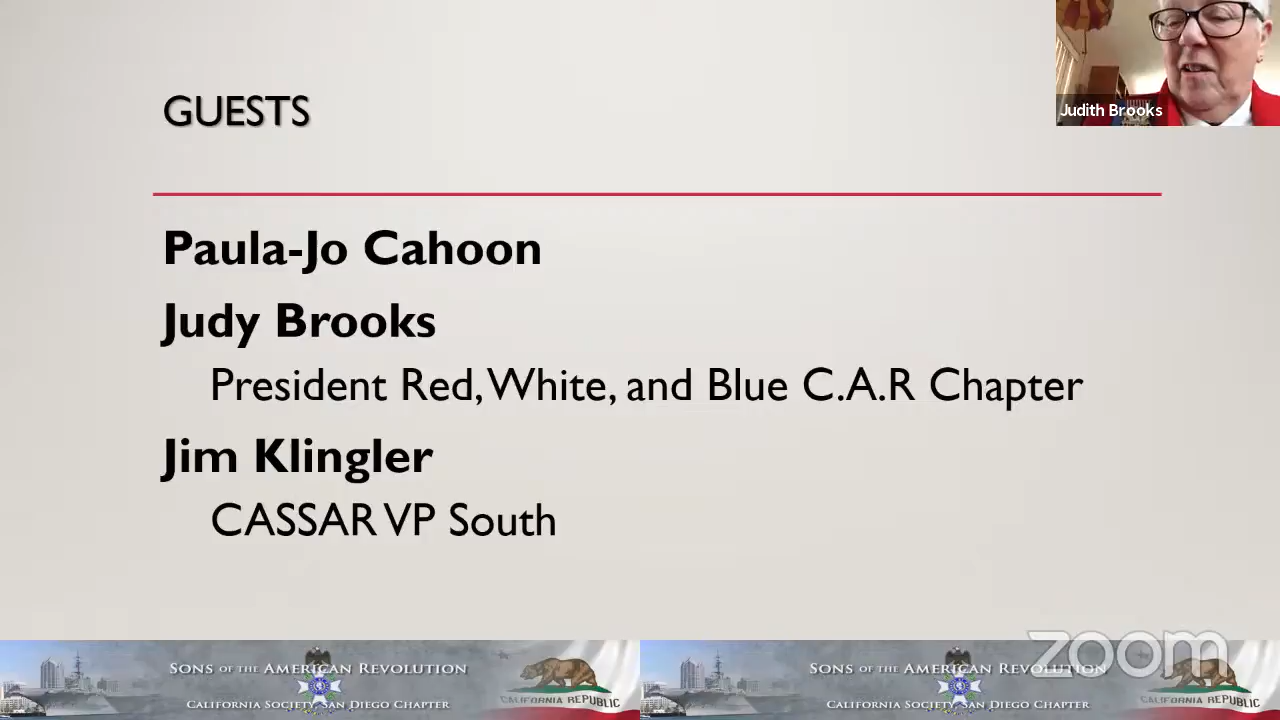 GUESTS
Judith Brooks
Paula-Jo Cahoon
Judy Brooks
President Red, White, and Blue C.A.R Chapter
Jim Klingler
CASSAR VP South
zoom
SONS OF THE AMERICAN REVOLUTION
CALIFORNIA REPUBLIC
CALIFORNIA SOCIETY SAN DIEGO CHAPTER
SONS OF THE AMERICAN REVOLUTION
CALIFORNIA REPUBLIC
CALIFORNIA SOCIETY SAN DIEGO CHAPTER